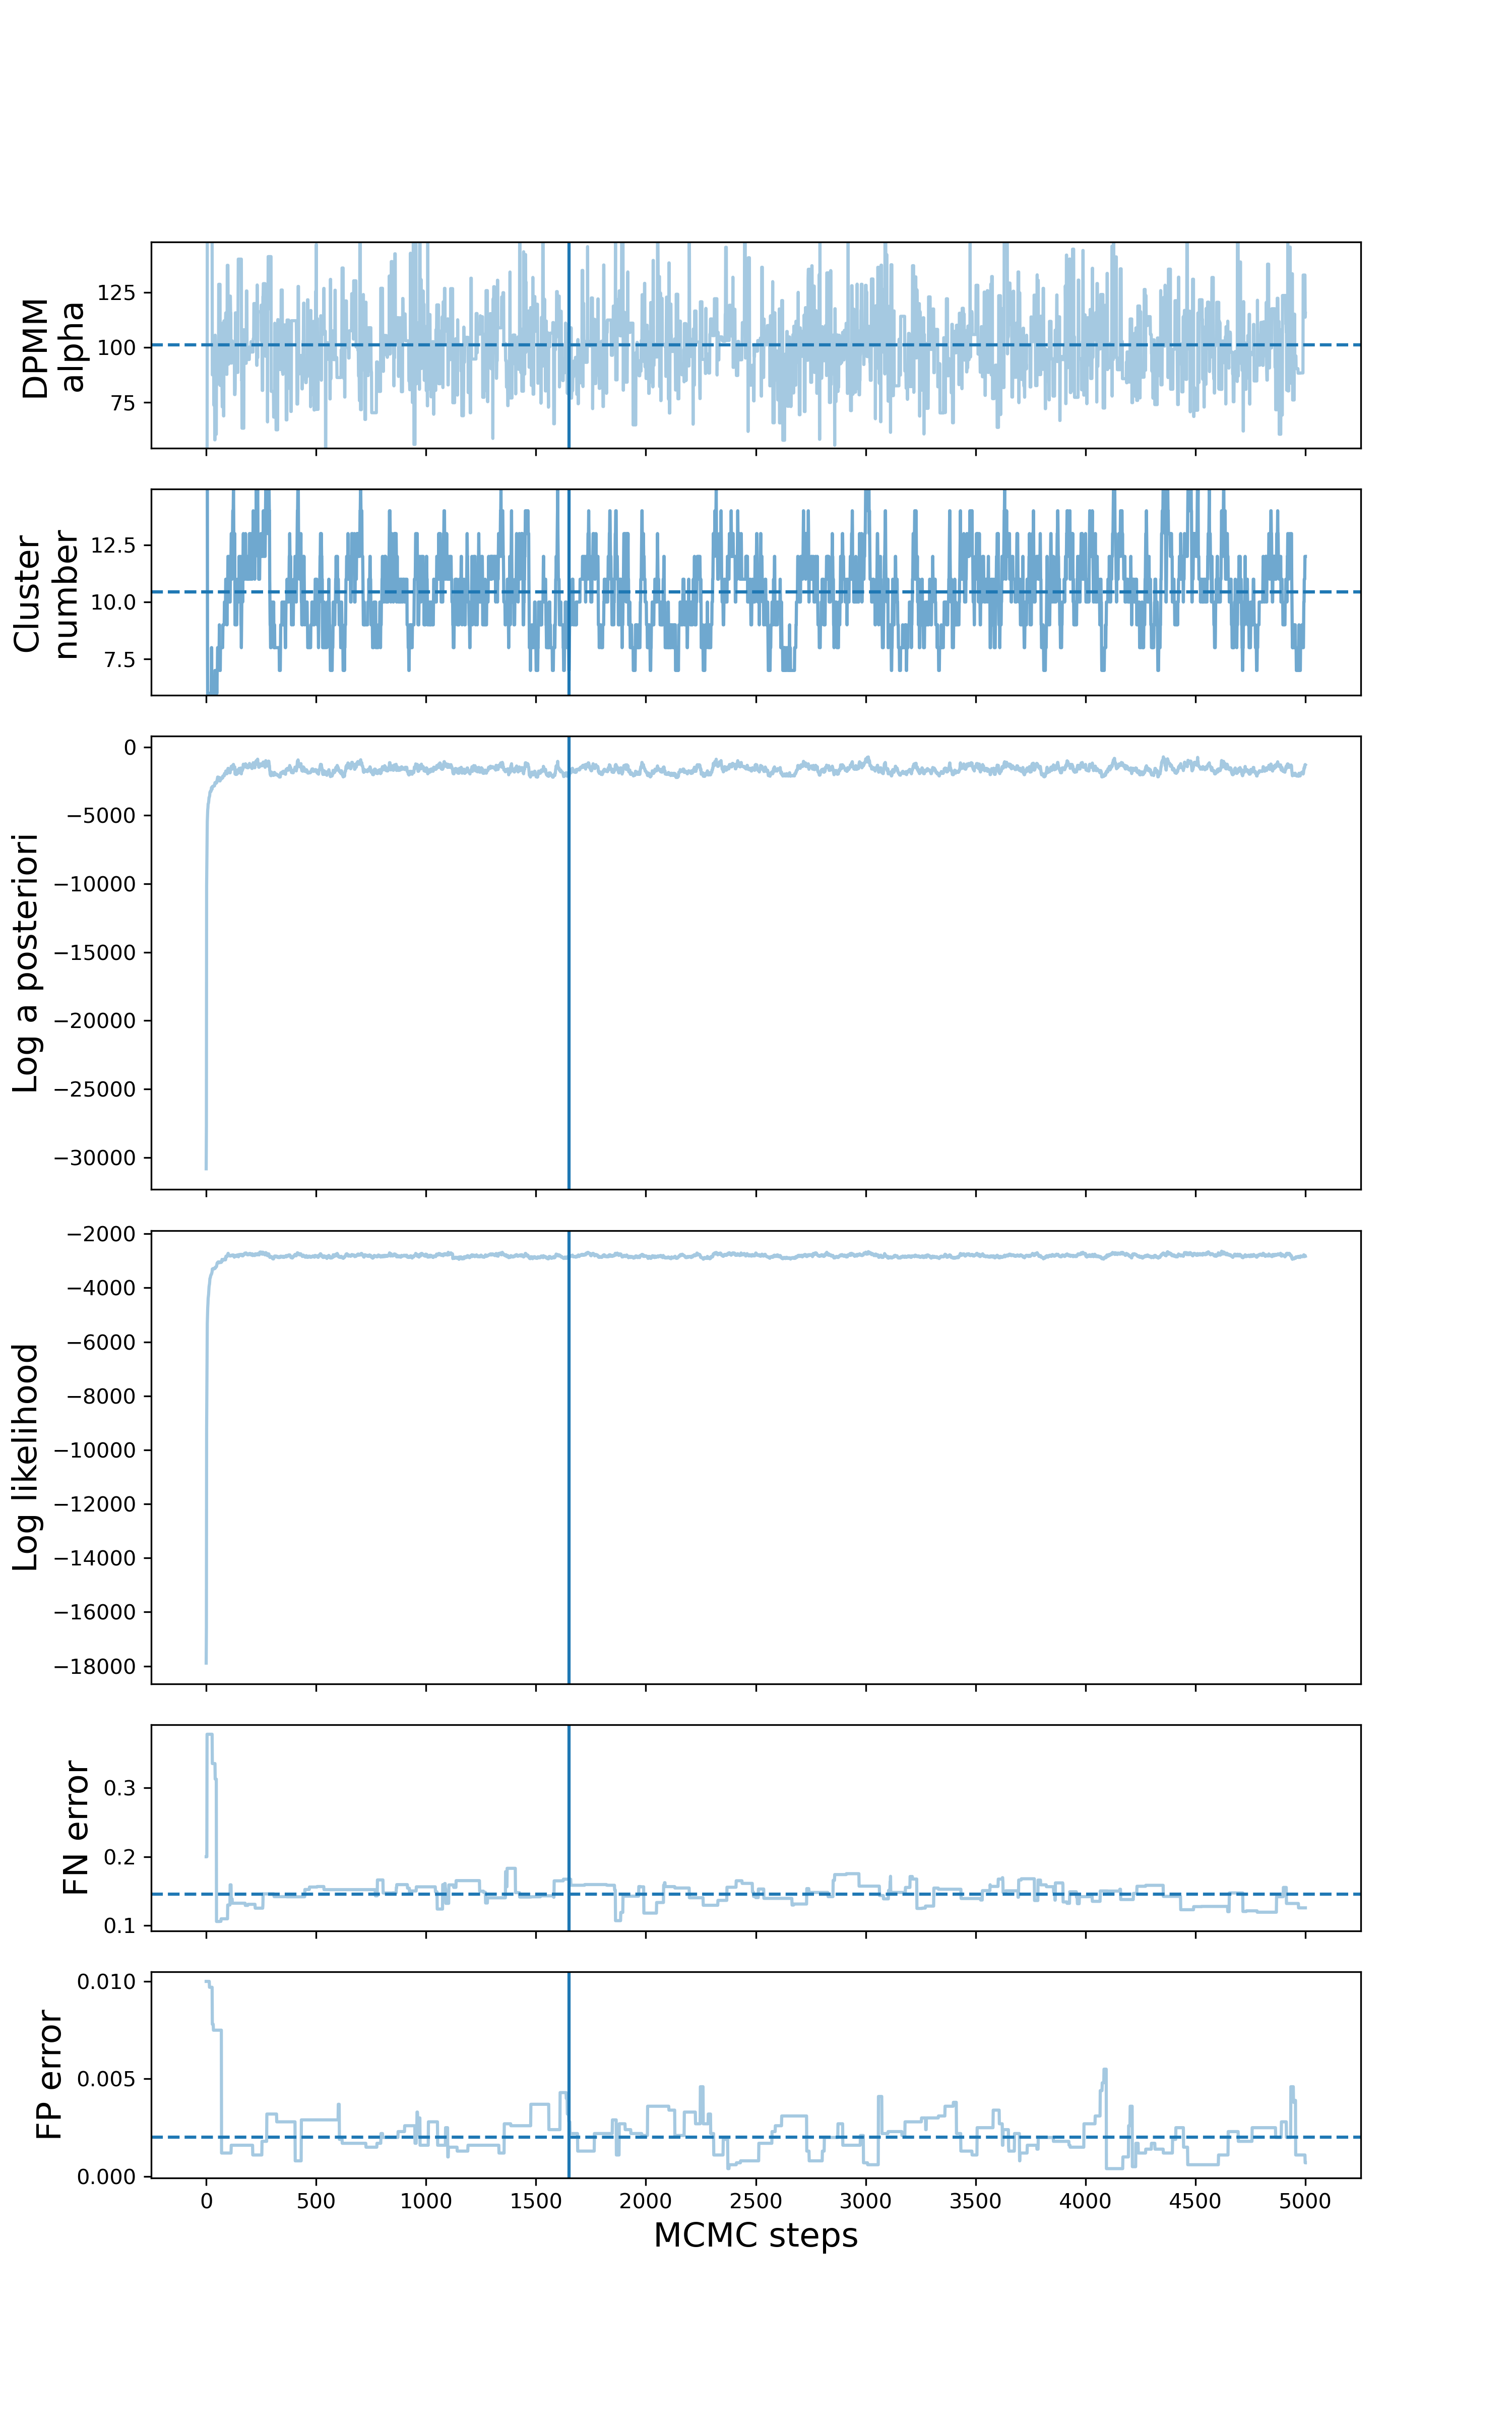 DPMM
alpha
125
100
75
Cluster
number
12.5
10.0
7.5
Log a posteriori
0
−5000
−10000
−15000
−20000
−25000
−30000
Log likelihood
−2000
−4000
−6000
−8000
−10000
−12000
−14000
−16000
−18000
FN error
0.3
0.2
0.1
FP error
0.010
0.005
0.000
0 500 1000 1500 2000 2500 3000 3500 4000 4500 5000
MCMC steps